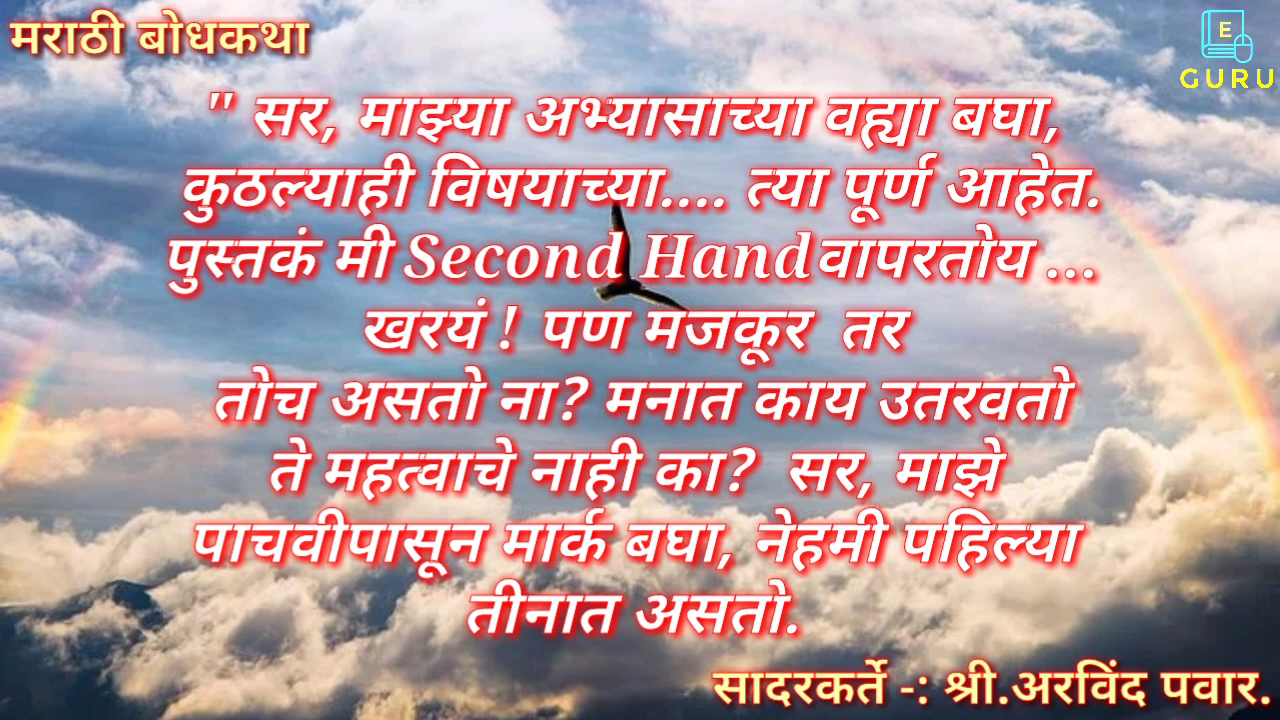 मराठी बोधकथा
E
GURU
" सर, माझ्या अभ्यासाच्या वह्या बघा,
कुठल्याही विषयाच्या.... त्या पूर्ण आहेत.
पुस्तकं मी Second Hand वापरतोय ...
खरयं ! पण मजकूर तर
तोच असतो ना? मनात काय उतरवतो
ते महत्वाचे नाही का? सर, माझे
पाचवीपासून मार्क बघा, नेहमी पहिल्या
तीनात असतो.
सादरकर्ते -: श्री.अरविंद पवार.